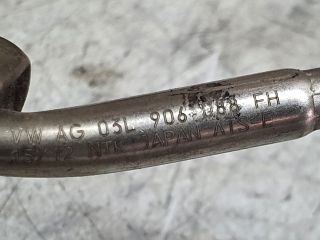 VW AG 03L 906 088 FH
NTK JAPAN ATS-F